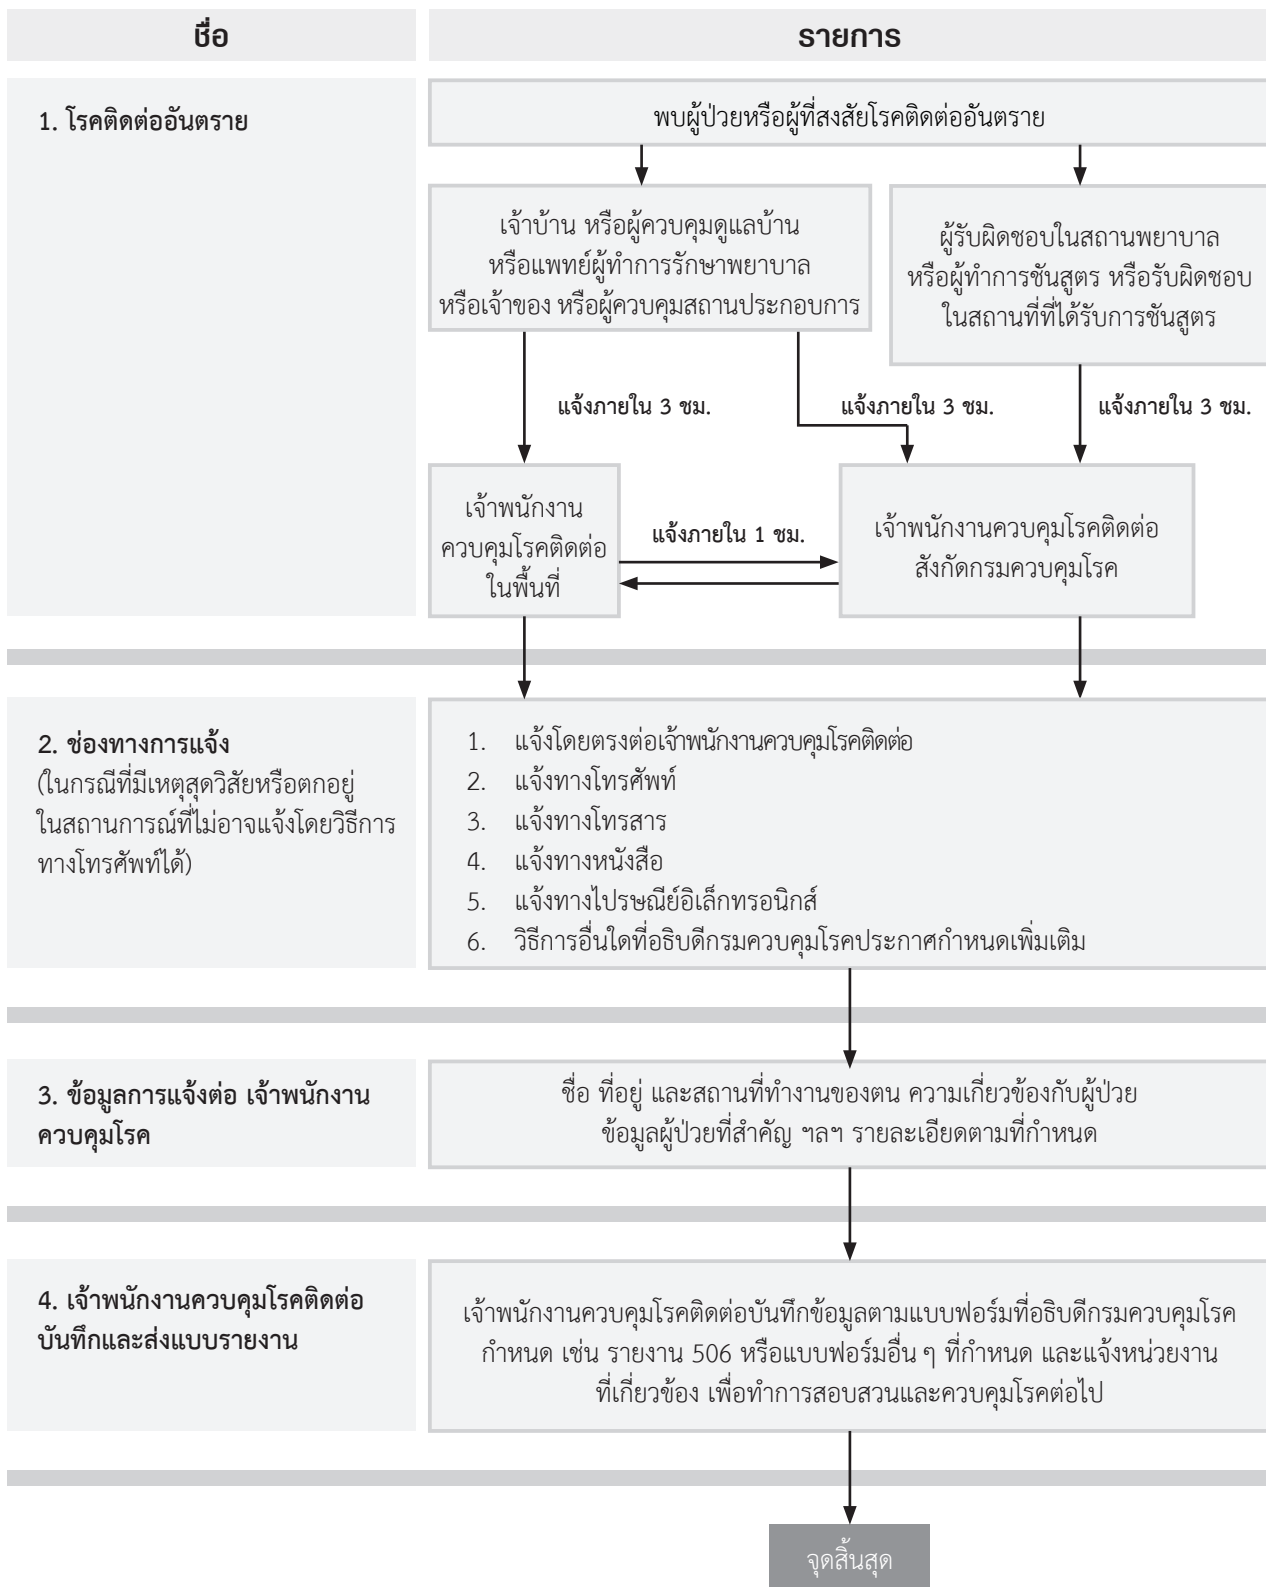 ชื่อ
รายการ
1. โรคติดต่ออันตราย
พบผู้ป่วยหรือผู้ที่สงสัยโรคติดต่ออันตราย
เจ้าบ้าน หรือผู้ควบคุมดูแลบ้าน
หรือแพทย์ผู้ทำการรักษาพยาบาล
หรือเจ้าของ หรือผู้ควบคุมสถานประกอบการ
ผู้รับผิดชอบในสถานพยาบาล
หรือผู้ทำการชันสูตร หรือรับผิดชอบ
ในสถานที่ที่ได้รับการชันสูตร
แจ้งภายใน 3 ชม.
แจ้งภายใน 3 ชม.
แจ้งภายใน 3 ชม.
เจ้าพนักงาน
ควบคุมโรคติดต่อ
ในพื้นที่
แจ้งภายใน 1 ชม.
เจ้าพนักงานควบคุมโรคติดต่อ
สังกัดกรมควบคุมโรค
2. ช่องทางการแจ้ง
(ในกรณีที่มีเหตุสุดวิสัยหรือตกอยู่
ในสถานการณ์ที่ไม่อาจแจ้งโดยวิธีการ
ทางโทรศัพท์ได้)
1. แจ้งโดยตรงต่อเจ้าพนักงานควบคุมโรคติดต่อ
2. แจ้งทางโทรศัพท์
3. แจ้งทางโทรสาร
4. แจ้งทางหนังสือ
5. แจ้งทางไปรษณีย์อิเล็กทรอนิกส์
6. วิธีการอื่นใดที่อธิบดีกรมควบคุมโรคประกาศกำหนดเพิ่มเติม
3. ข้อมูลการแจ้งต่อ เจ้าพนักงาน
ควบคุมโรค
ชื่อ ที่อยู่ และสถานที่ทำงานของตน ความเกี่ยวข้องกับผู้ป่วย
ข้อมูลผู้ป่วยที่สำคัญ ฯลฯ รายละเอียดตามที่กำหนด
4. เจ้าพนักงานควบคุมโรคติดต่อ
บันทึกและส่งแบบรายงาน
เจ้าพนักงานควบคุมโรคติดต่อบันทึกข้อมูลตามแบบฟอร์มที่อธิบดีกรมควบคุมโรค
กำหนด เช่น รายงาน 506 หรือแบบฟอร์มอื่น ๆ ที่กำหนด และแจ้งหน่วยงาน
ที่เกี่ยวข้อง เพื่อทำการสอบสวนและควบคุมโรคต่อไป
จุดสิ้นสุด